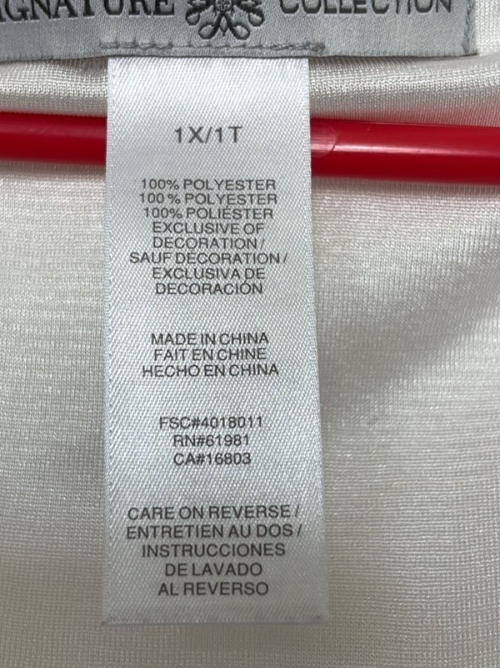 COLLECTION
1X/1T
100% POLYESTER
100% POLYESTER
100% POLIÉSTER
EXCLUSIVE OF
DECORATION/
SAUF DÉCORATION/
EXCLUSIVA DE
DECORACIÓN
MADE IN CHINA
FAIT EN CHINE
HECHO EN CHINA
FSC#4018011
RN#61981
CA#16803
CARE ON REVERSE/
ENTRETIEN AU DOS/
INSTRUCCIONES
DE LAVADO
AL REVERSO